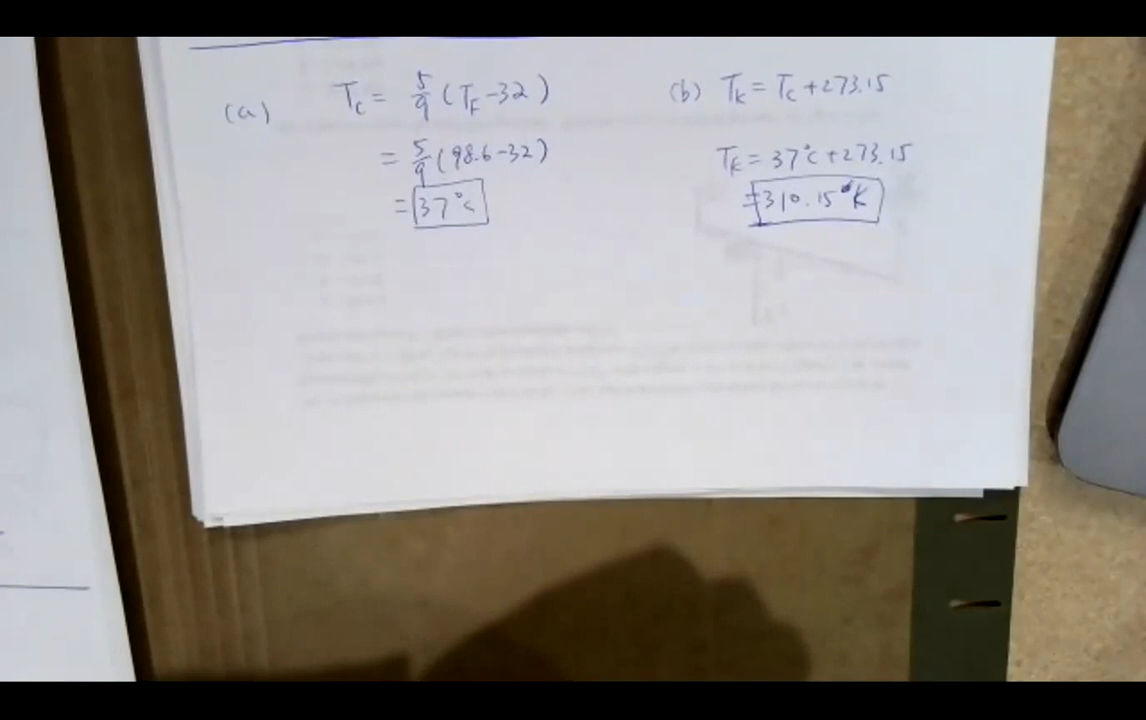 (a) T_C = 5/9 (T_F - 32)
= 5/9 (98.6 - 32)
= 37°C
(b) T_K = T_C + 273.15
T_K = 37°C + 273.15
= 310.15°K